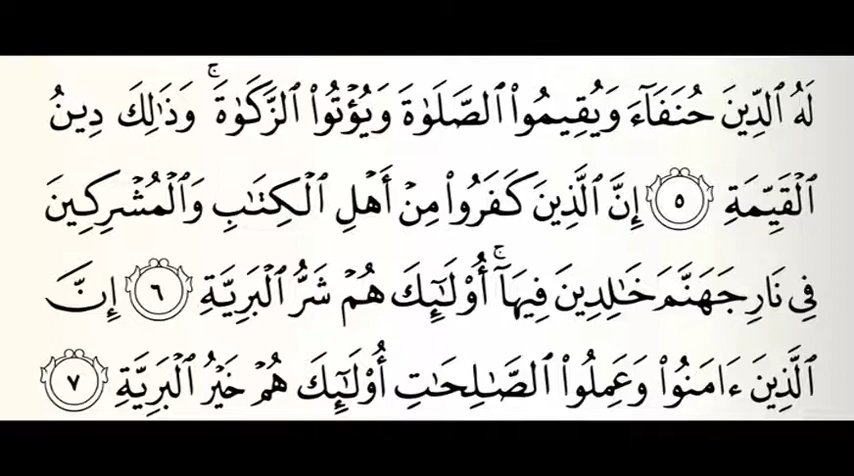 لَهُ ٱلدِّينَ حُنَفَآءَ وَيُقِيمُوا۟ ٱلصَّلَوٰةَ وَيُؤْتُوا۟ ٱلزَّكَوٰةَ ۚ وَذَٰلِكَ دِينُ
ٱلْقَيِّمَةِ ٥ إِنَّ ٱلَّذِينَ كَفَرُوا۟ مِنْ أَهْلِ ٱلْكِتَٰبِ وَٱلْمُشْرِكِينَ
فِى نَارِ جَهَنَّمَ خَٰلِدِينَ فِيهَآ ۚ أُو۟لَٰٓئِكَ هُمْ شَرُّ ٱلْبَرِيَّةِ ٦ إِنَّ
ٱلَّذِينَ ءَامَنُوا۟ وَعَمِلُوا۟ ٱلصَّٰلِحَٰتِ أُو۟لَٰٓئِكَ هُمْ خَيْرُ ٱلْبَرِيَّةِ ٧